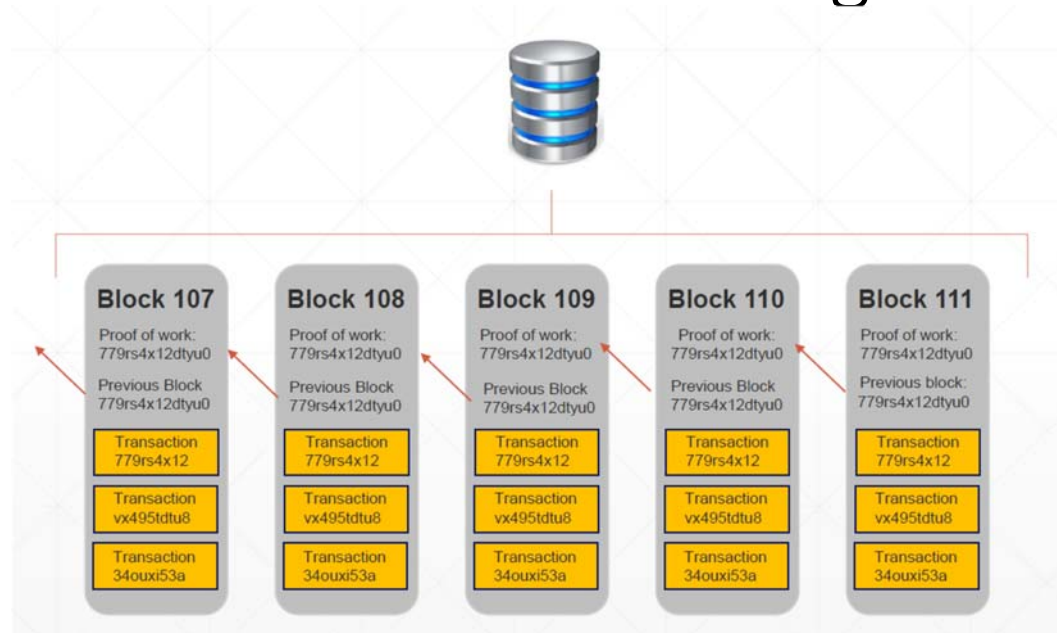 Block 107
Proof of work:
779rs4x12dtyu0
Previous Block
779rs4x12dtyu0
Transaction
779rs4x12
Transaction
vx495tdtu8
Transaction
34ouxi53a
Block 108
Proof of work:
779rs4x12dtyu0
Previous Block
779rs4x12dtyu0
Transaction
779rs4x12
Transaction
vx495tdtu8
Transaction
34ouxi53a
Block 109
Proof of work:
779rs4x12dtyu0
Previous Block
779rs4x12dtyu0
Transaction
779rs4x12
Transaction
vx495tdtu8
Transaction
34ouxi53a
Block 110
Proof of work:
779rs4x12dtyu0
Previous Block
779rs4x12dtyu0
Transaction
779rs4x12
Transaction
vx495tdtu8
Transaction
34ouxi53a
Block 111
Proof of work:
779rs4x12dtyu0
Previous block:
779rs4x12dtyu0
Transaction
779rs4x12
Transaction
vx495tdtu8
Transaction
34ouxi53a